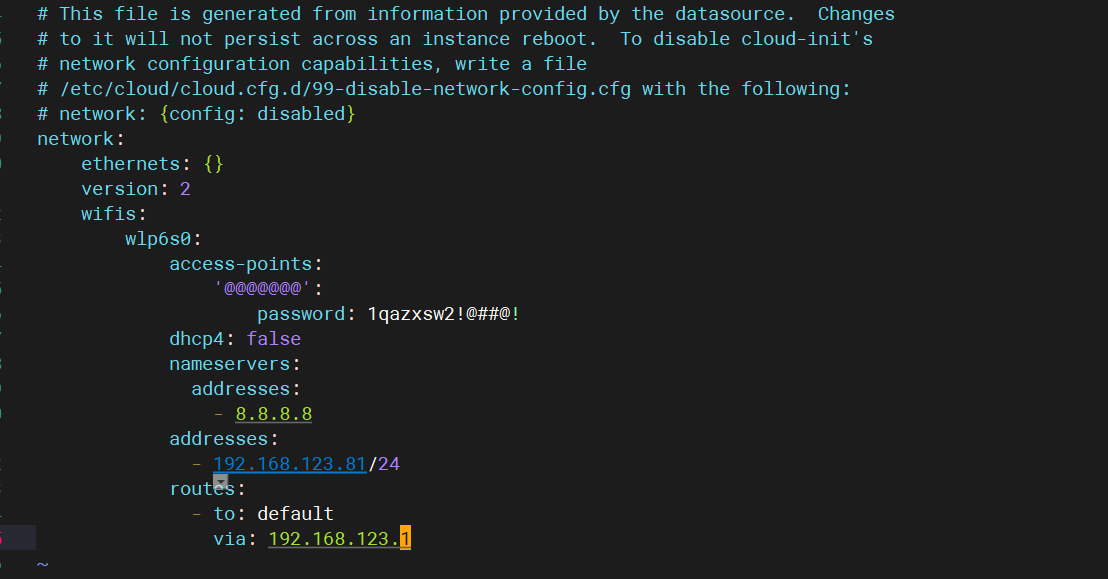 # This file is generated from information provided by the datasource.  Changes
# to it will not persist across an instance reboot.  To disable cloud-init's
# network configuration capabilities, write a file
# /etc/cloud/cloud.cfg.d/99-disable-network-config.cfg with the following:
# network: {config: disabled}
network:
    ethernets: {}
    version: 2
    wifis:
        wlp6s0:
            access-points:
                '@@@@@@@':
                    password: 1qazxsw2!@##@!
            dhcp4: false
            nameservers:
              addresses:
                - 8.8.8.8
            addresses:
              - 192.168.123.81/24
            routes:
              - to: default
                via: 192.168.123.1
~